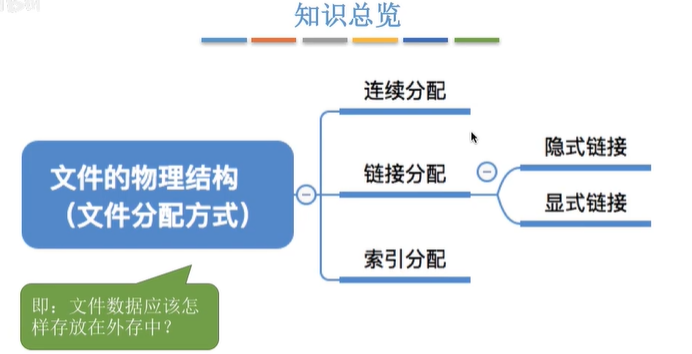 知识总览
连续分配
隐式链接
文件的物理结构
链接分配
（文件分配方式）
显式链接
索引分配
即：文件数据应该怎
样存放在外存中？